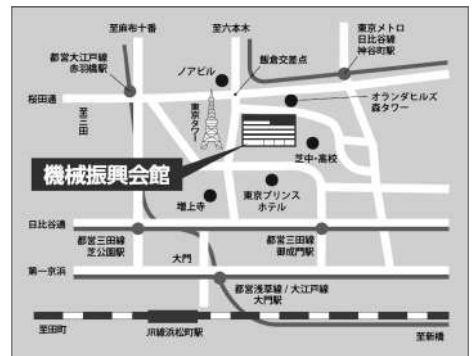 至麻布十番
至六本木
東京メトロ
日比谷線
神谷町駅
都営大江戸線
赤羽橋駅
ノアビル
飯倉交差点
桜田通
至三田
東京タワー
オランダヒルズ
森タワー
芝中・高校
機械振興会館
増上寺
東京プリンス
ホテル
日比谷通
都営三田線
芝公園駅
大門
都営三田線
御成門駅
第一京浜
都営浅草線/大江戸線
大門駅
至田町
JR線浜松町駅
至新橋